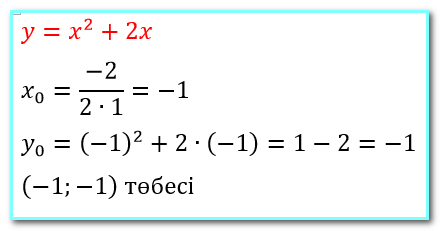 y = x² + 2x
x₀ = −2 / 2 · 1 = −1
y₀ = (−1)² + 2 · (−1) = 1 − 2 = −1
(−1; −1) төбесі